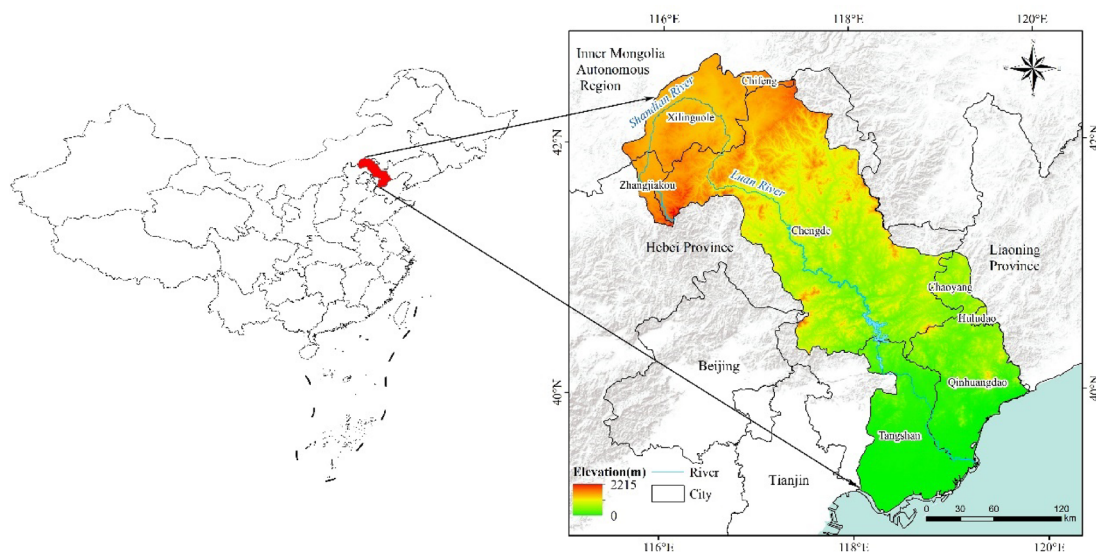 116°E
118°E
120°E
Inner Mongolia
Autonomous
Region
Chifeng
Shandian River
Xilinguole
42°N
42°N
Zhangjiakou
Luan River
Chengde
Hebei Province
Liaoning
Province
Chaoyang
Huludao
Beijing
Qinhuangdao
40°N
40°N
Tangshan
Elevation(m)
River
2215
City
0
Tianjin
0 30 60 120
km
116°E
118°E
120°E